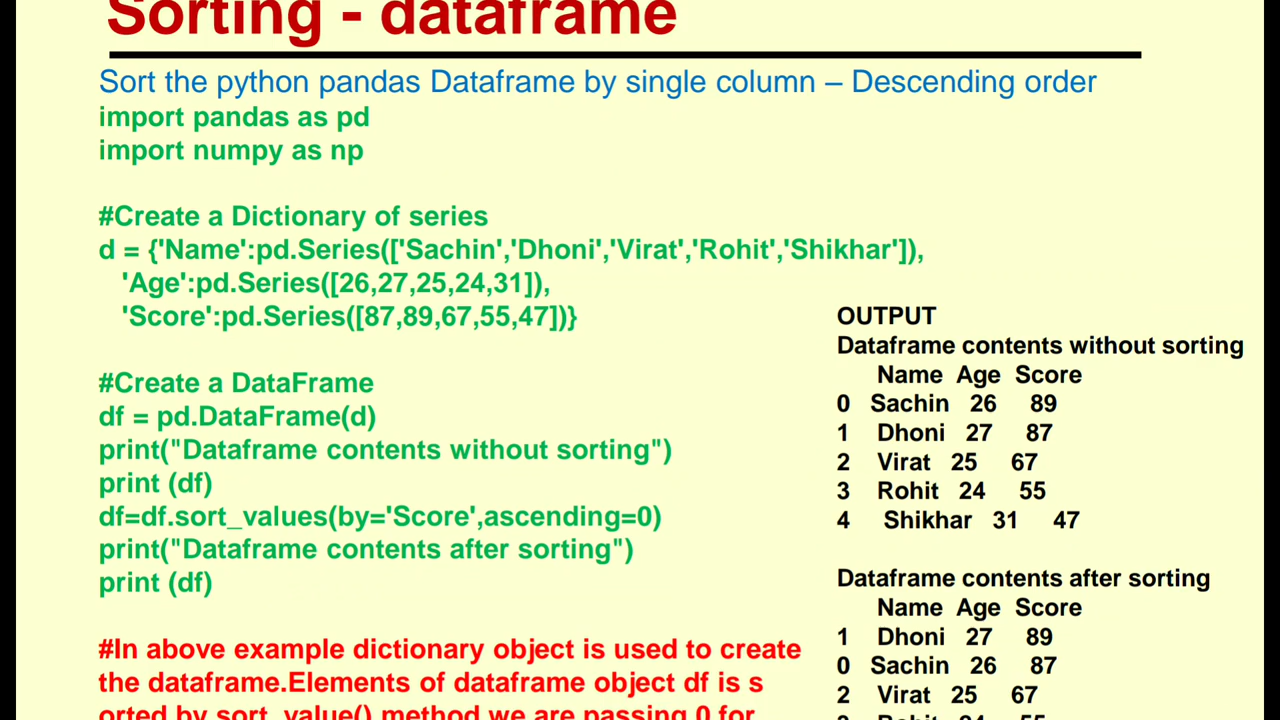 Sorting - dataframe
Sort the python pandas Dataframe by single column – Descending order
import pandas as pd
import numpy as np
#Create a Dictionary of series
d = {'Name':pd.Series(['Sachin','Dhoni','Virat','Rohit','Shikhar']),
'Age':pd.Series([26,27,25,24,31]),
'Score':pd.Series([87,89,67,55,47])}
#Create a DataFrame
df = pd.DataFrame(d)
print("Dataframe contents without sorting")
print (df)
df=df.sort_values(by='Score',ascending=0)
print("Dataframe contents after sorting")
print (df)
#In above example dictionary object is used to create
the dataframe.Elements of dataframe object df is s
orted by sort_value() method.we are passing 0 for
OUTPUT
Dataframe contents without sorting
Name Age Score
0 Sachin 26 89
1 Dhoni 27 87
2 Virat 25 67
3 Rohit 24 55
4 Shikhar 31 47
Dataframe contents after sorting
Name Age Score
1 Dhoni 27 89
0 Sachin 26 87
2 Virat 25 67
3 Rohit 24 55